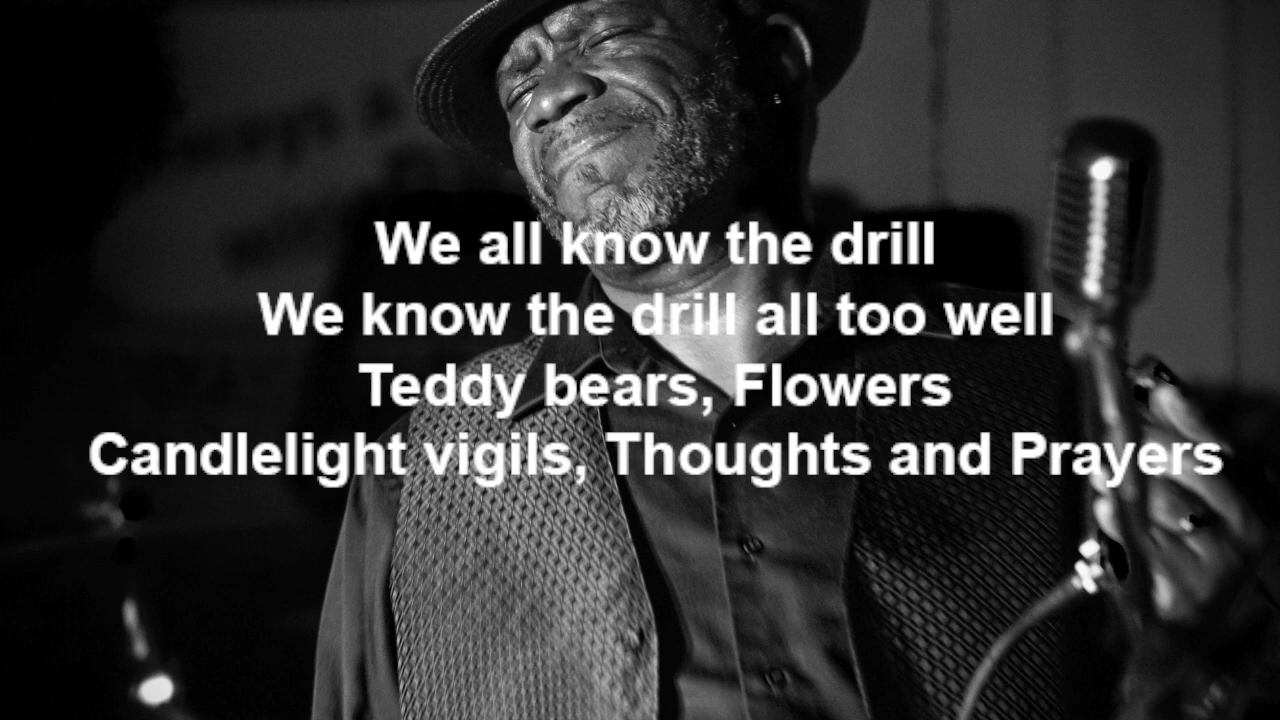 We all know the drill
We know the drill all too well
Teddy bears, Flowers
Candlelight vigils, Thoughts and Prayers